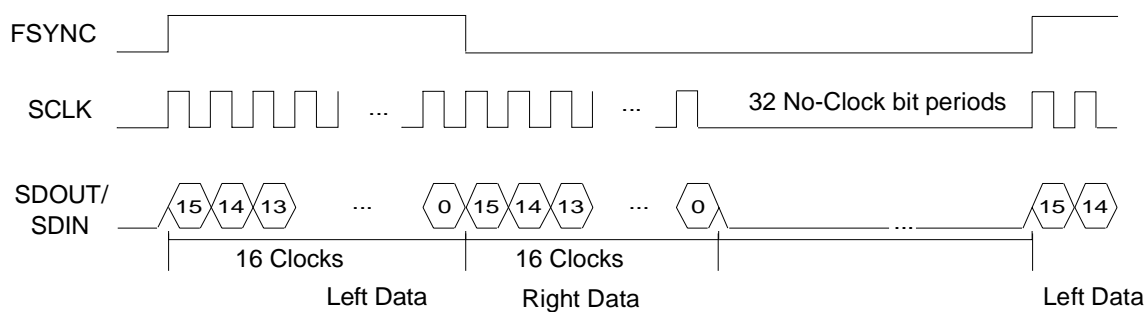 FSYNC
SCLK
...
...
32 No-Clock bit periods
SDOUT/
SDIN
15 14 13 ... 0 15 14 13 ... 0 ... 15 14
16 Clocks 16 Clocks
Left Data Right Data Left Data